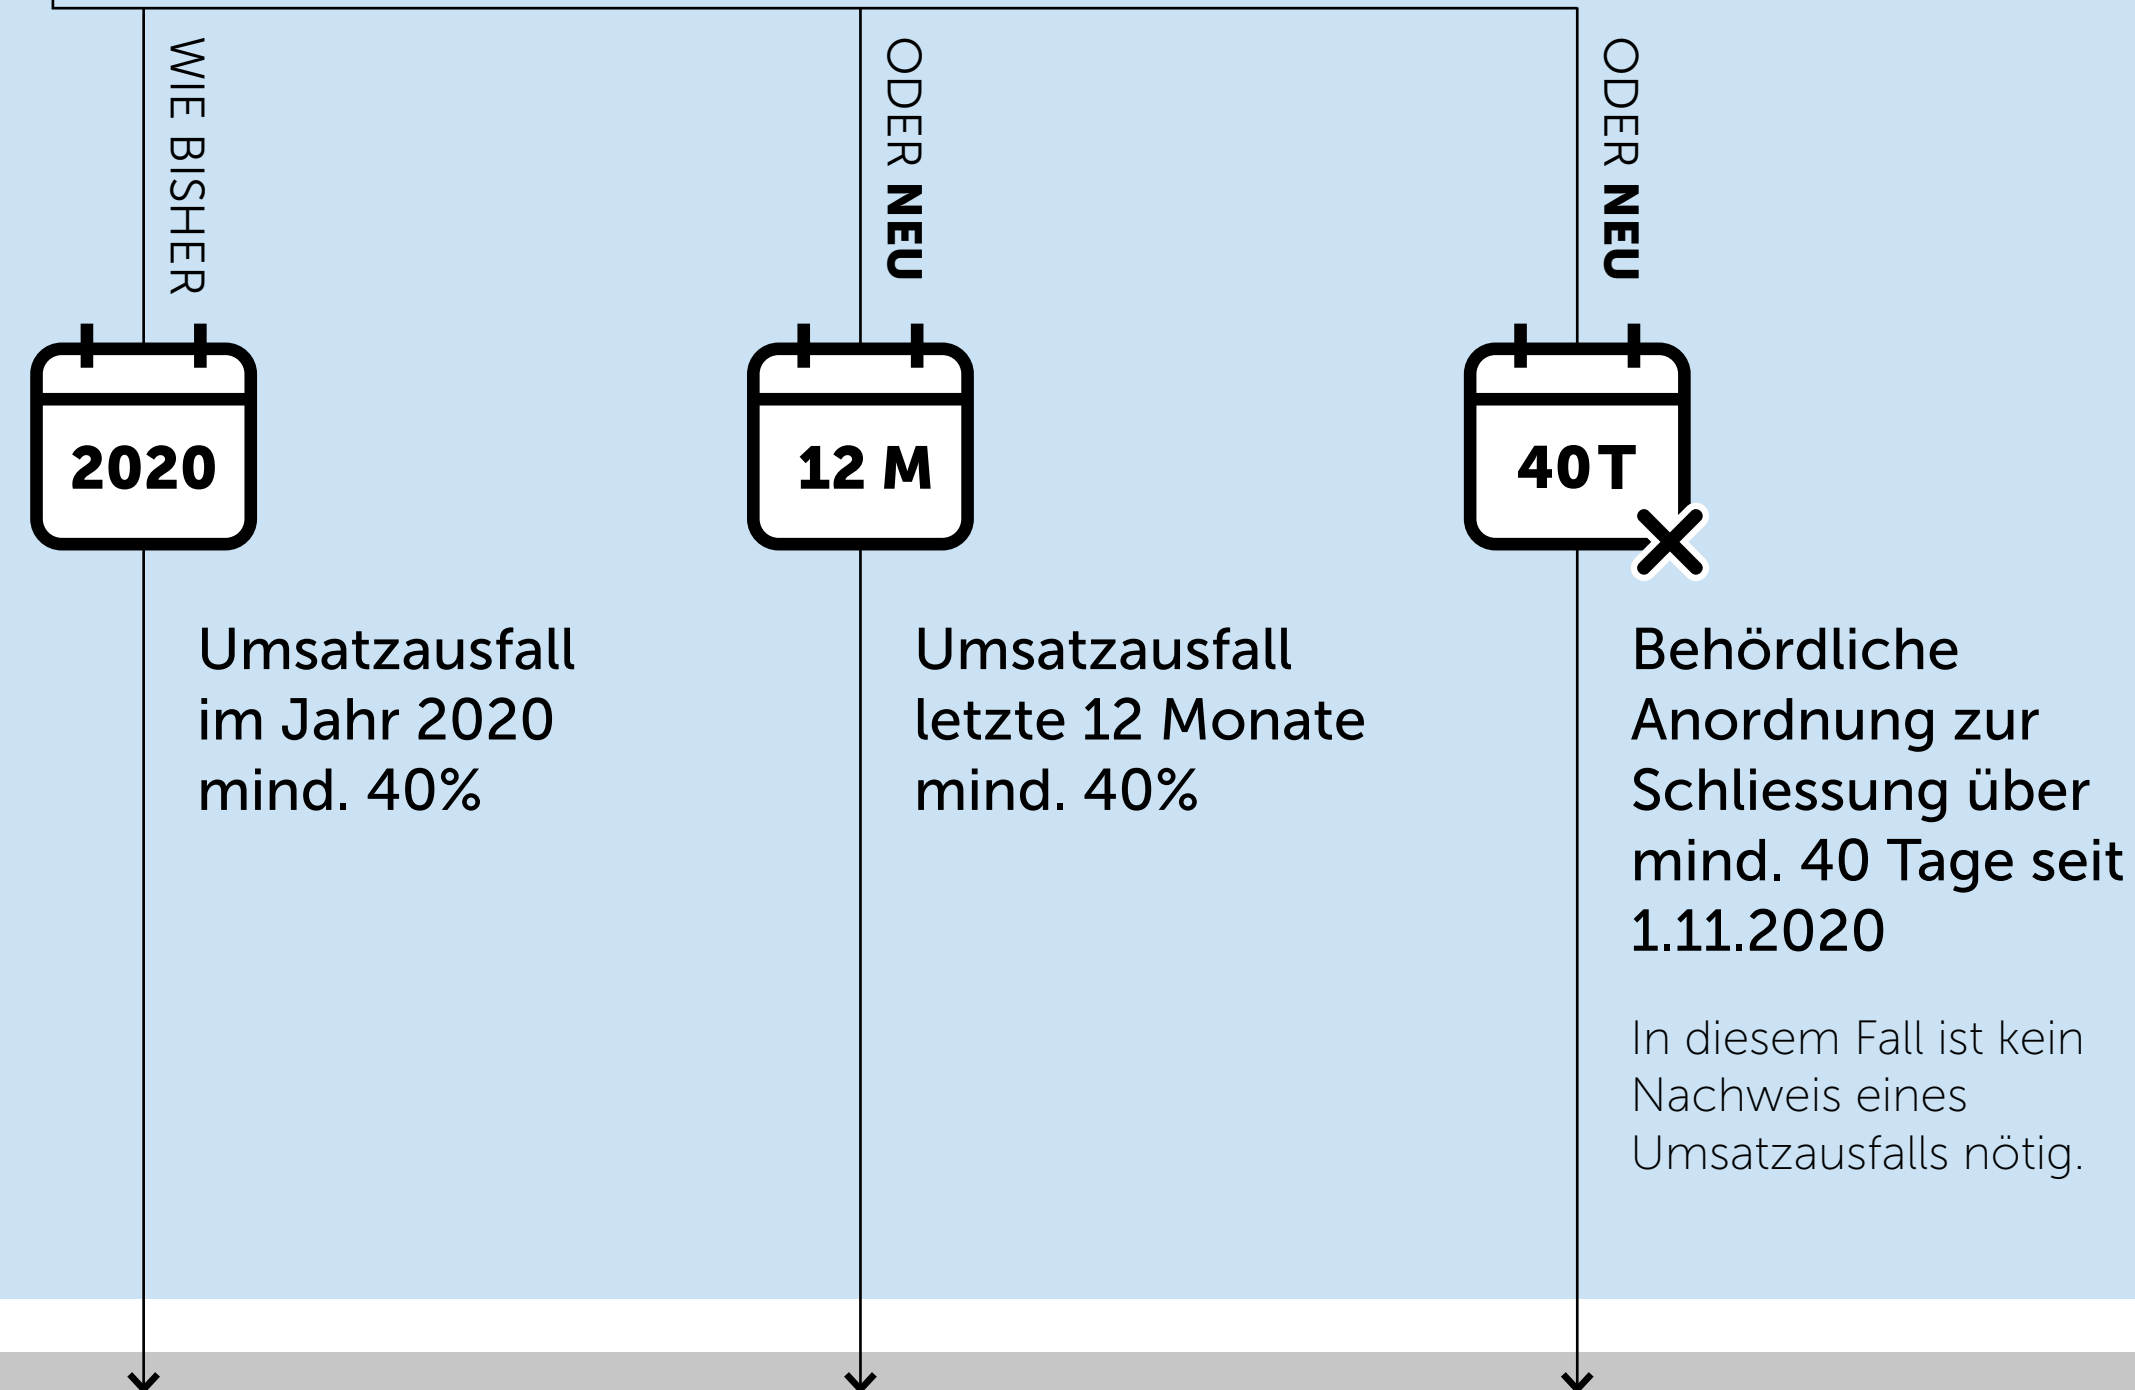 WIE BISHER
2020
Umsatzausfall
im Jahr 2020
mind. 40%
ODER NEU
12 M
Umsatzausfall
letzte 12 Monate
mind. 40%
ODER NEU
40 T
Behördliche
Anordnung zur
Schliessung über
mind. 40 Tage seit
1.11.2020
In diesem Fall ist kein
Nachweis eines
Umsatzausfalls nötig.